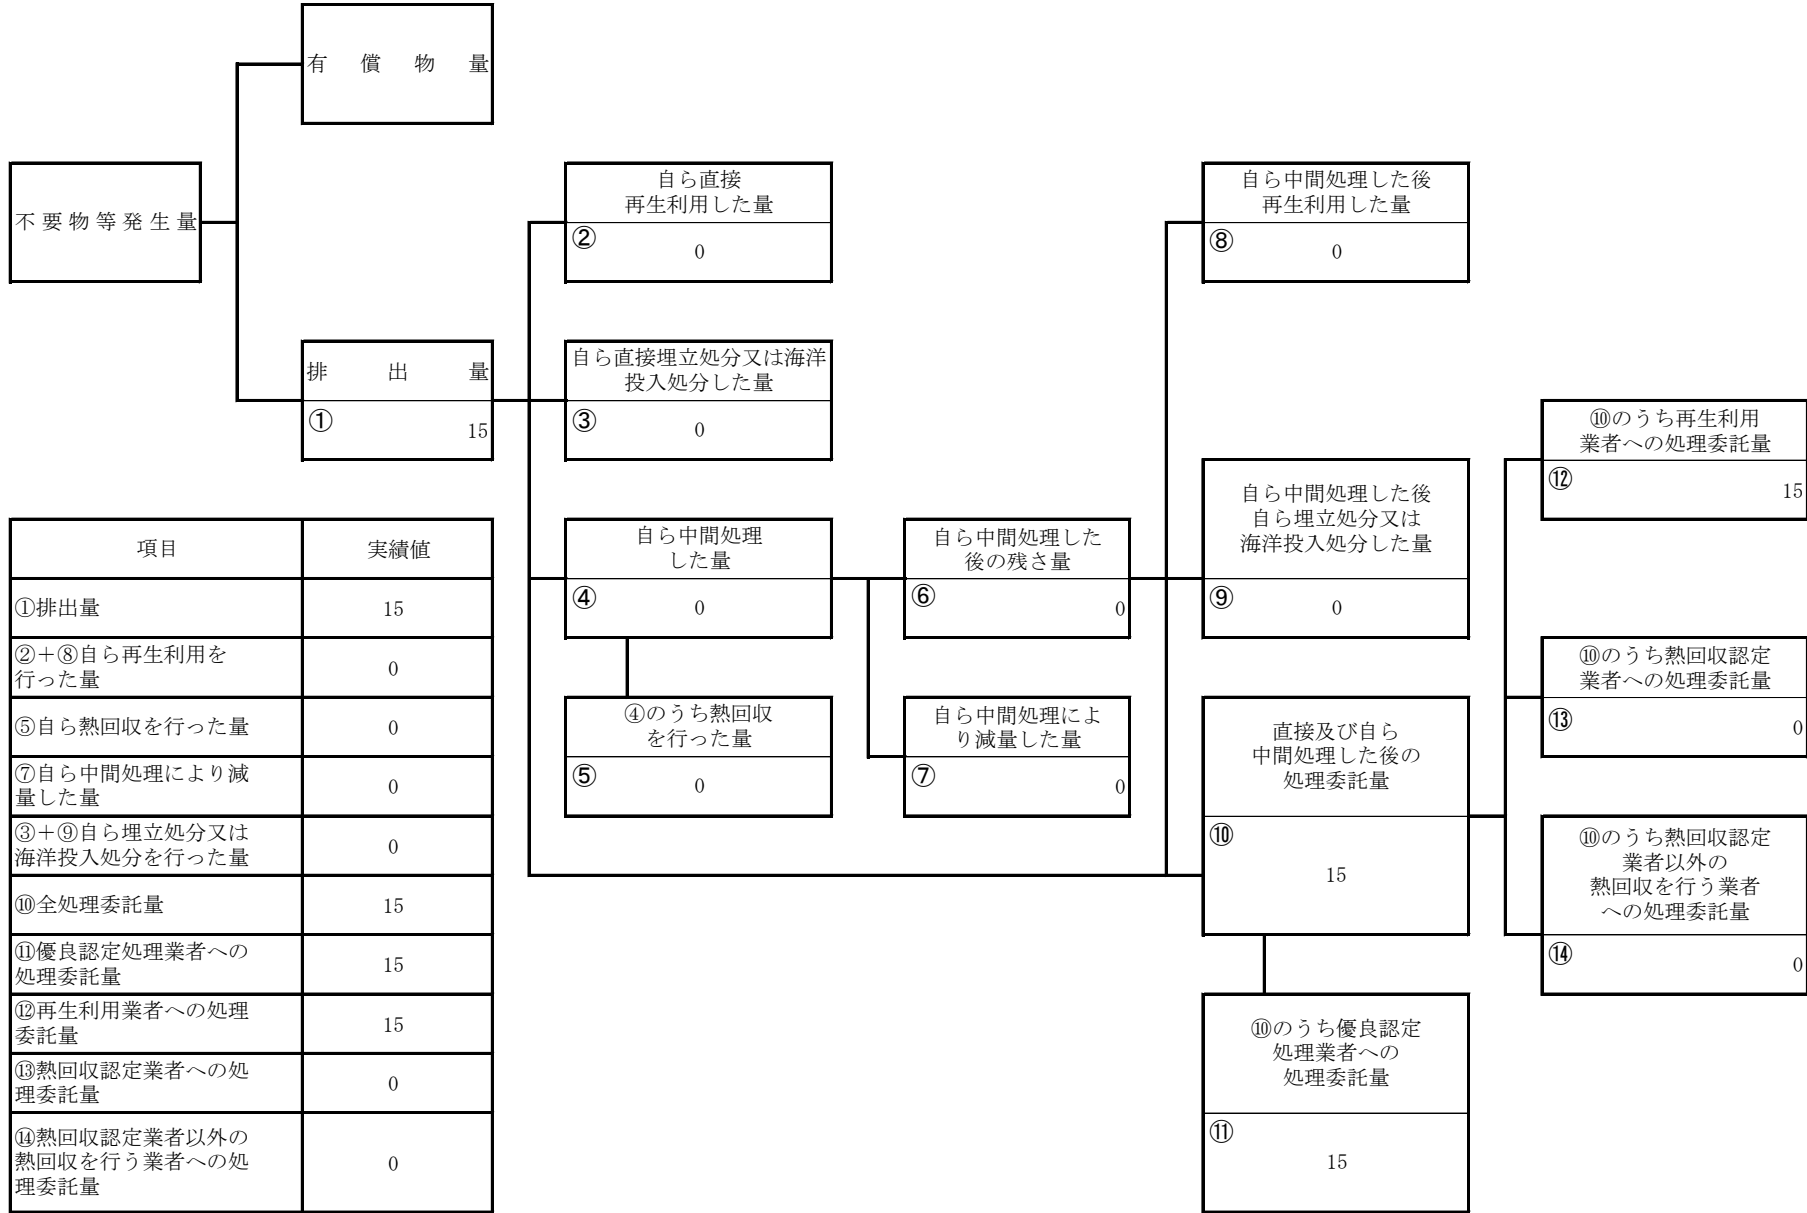 有償物量
不要物等発生量
排出量
①
15
自ら直接
再生利用した量
②
0
自ら直接埋立処分又は海洋
投入処分した量
③
0
自ら中間処理
した量
④
0
④のうち熱回収
を行った量
⑤
0
自ら中間処理した
後の残さ量
⑥
0
自ら中間処理によ
り減量した量
⑦
0
自ら中間処理した後
再生利用した量
⑧
0
自ら中間処理した後
自ら埋立処分又は
海洋投入処分した量
⑨
0
直接及び自ら
中間処理した後の
処理委託量
⑩
15
⑩のうち優良認定
処理業者への
処理委託量
⑪
15
⑩のうち再生利用
業者への処理委託量
⑫
15
⑩のうち熱回収認定
業者への処理委託量
⑬
0
⑩のうち熱回収認定
業者以外の
熱回収を行う業者
への処理委託量
⑭
0
項目 実績値
①排出量 15
②+⑧自ら再生利用を
行った量
0
⑤自ら熱回収を行った量 0
⑦自ら中間処理により減
量した量
0
③+⑨自ら埋立処分又は
海洋投入処分を行った量
0
⑩全処理委託量 15
⑪優良認定処理業者への
処理委託量
15
⑫再生利用業者への処理
委託量
15
⑬熱回収認定業者への処
理委託量
0
⑭熱回収認定業者以外の
熱回収を行う業者への処
理委託量
0